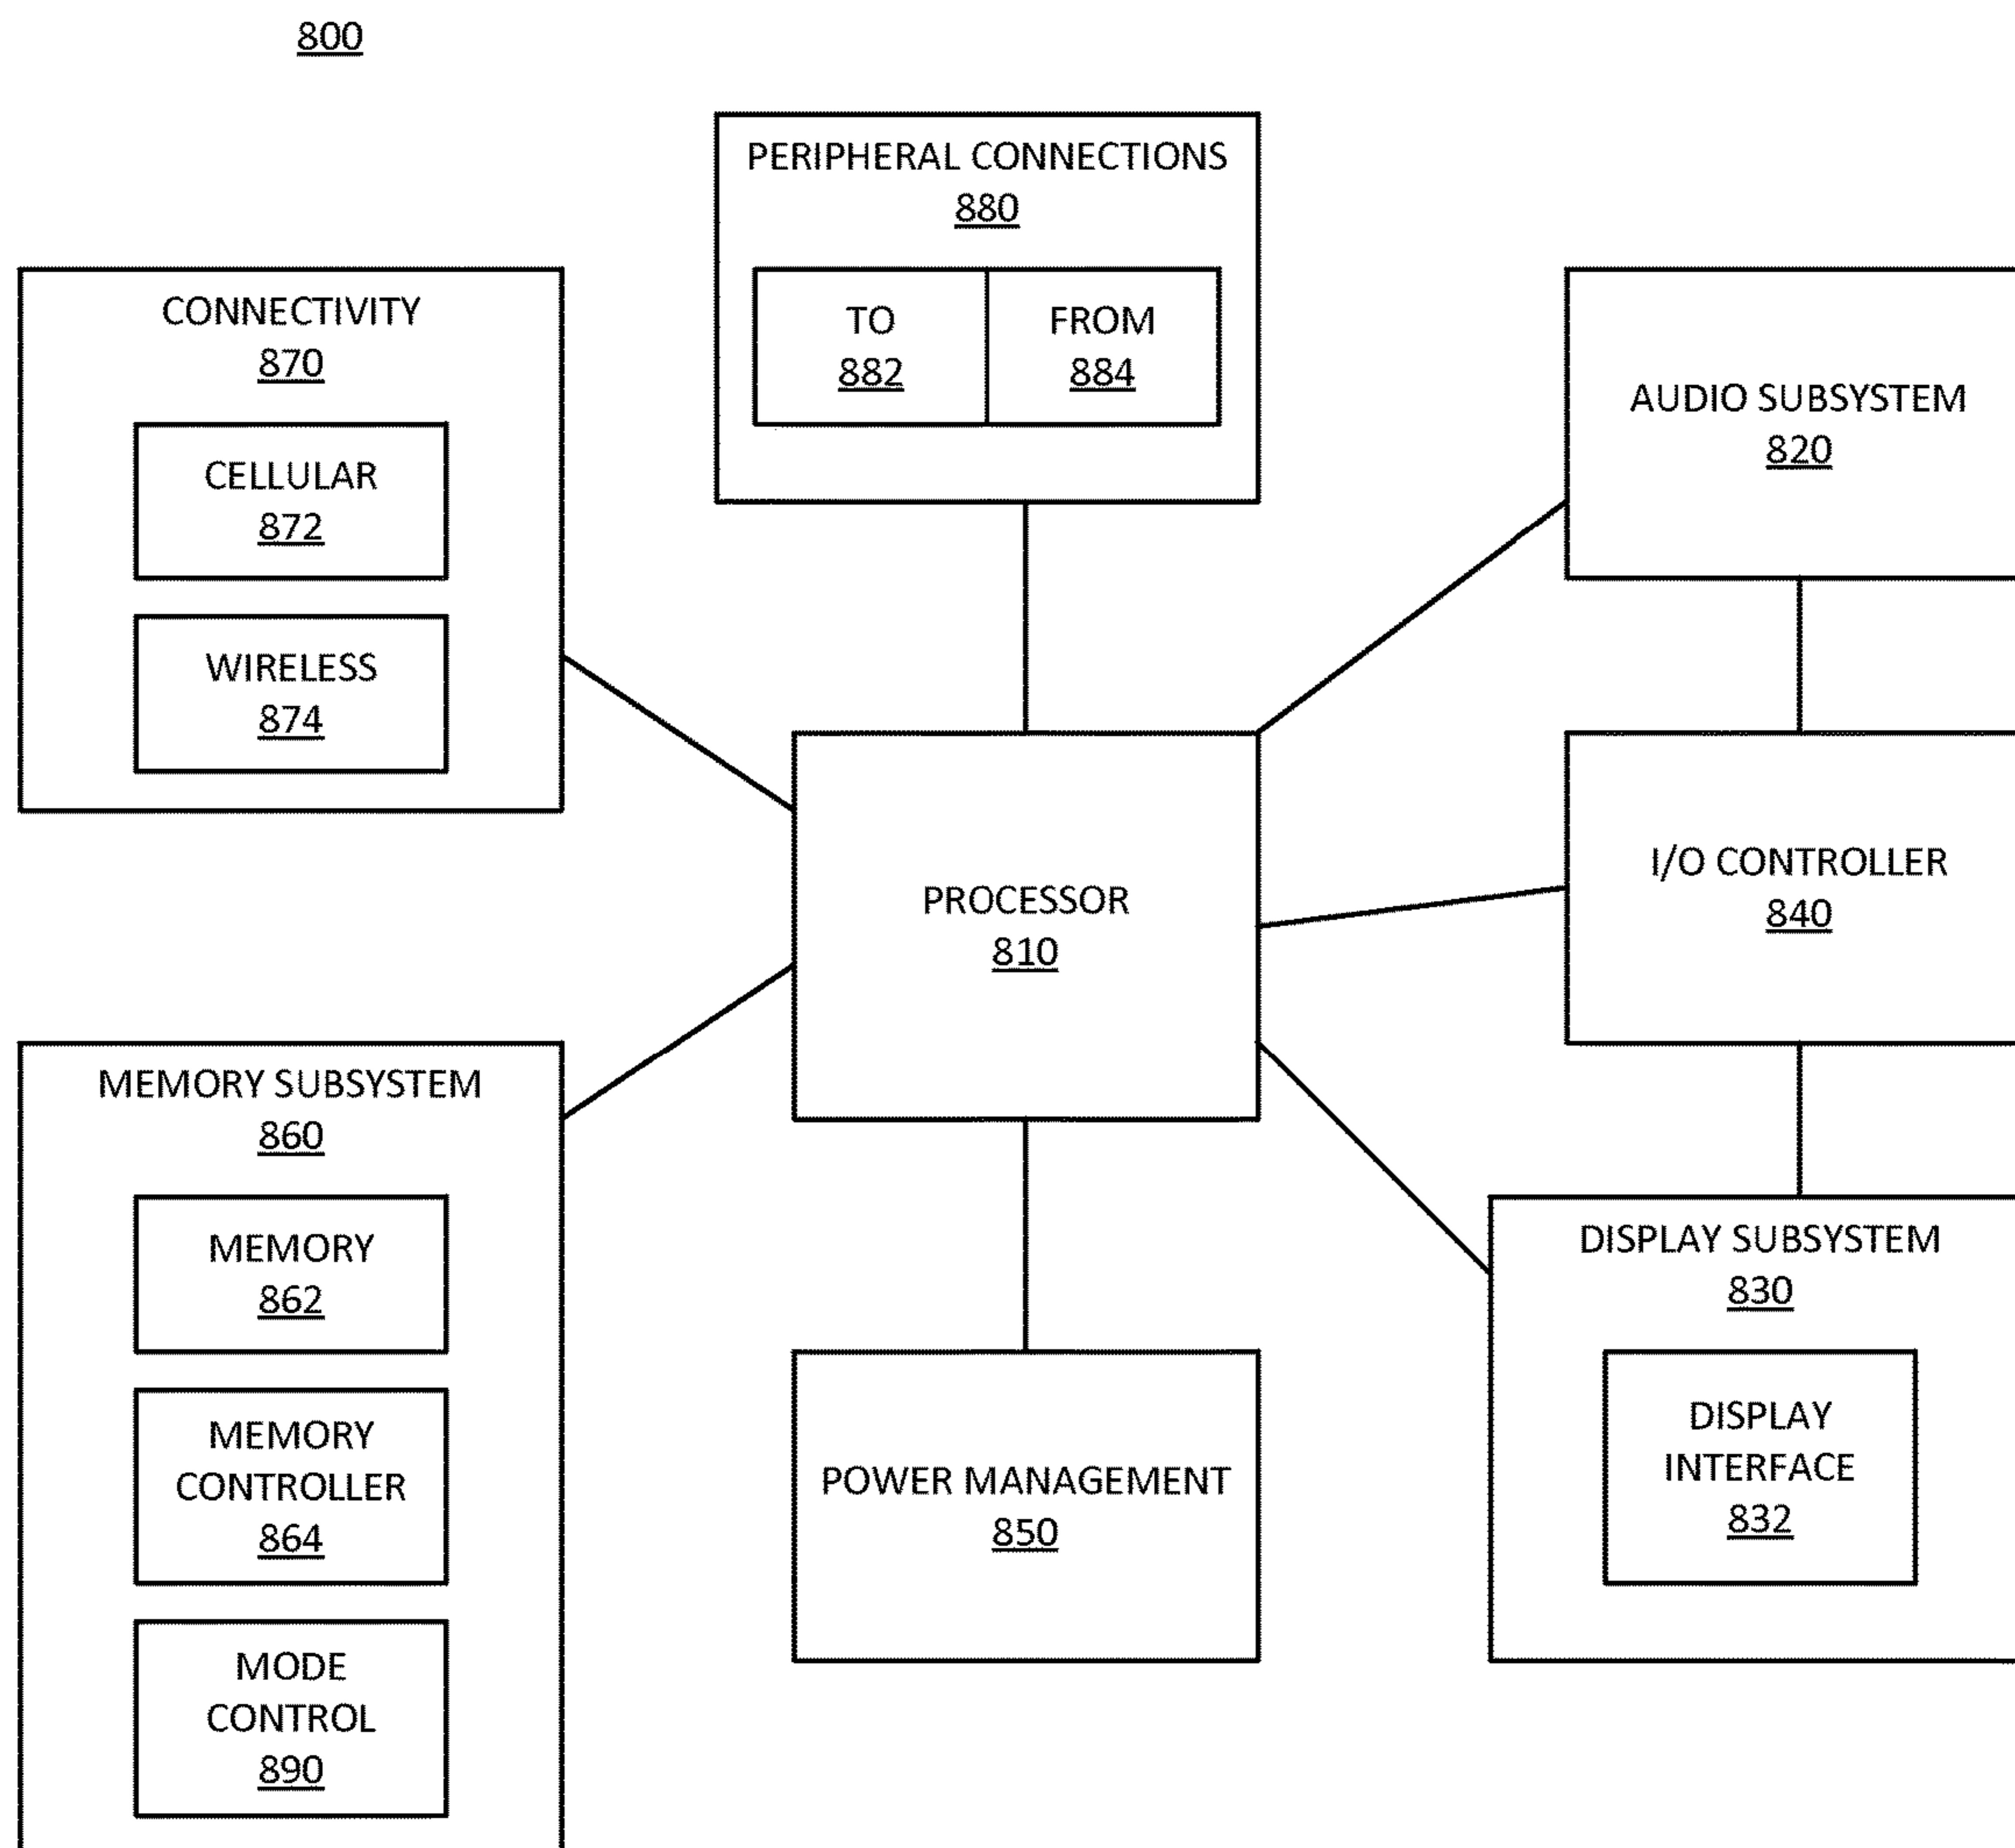 800
PERIPHERAL CONNECTIONS
880
TO
882
FROM
884
CONNECTIVITY
870
CELLULAR
872
WIRELESS
874
AUDIO SUBSYSTEM
820
PROCESSOR
810
I/O CONTROLLER
840
MEMORY SUBSYSTEM
860
MEMORY
862
MEMORY
CONTROLLER
864
MODE
CONTROL
890
POWER MANAGEMENT
850
DISPLAY SUBSYSTEM
830
DISPLAY
INTERFACE
832